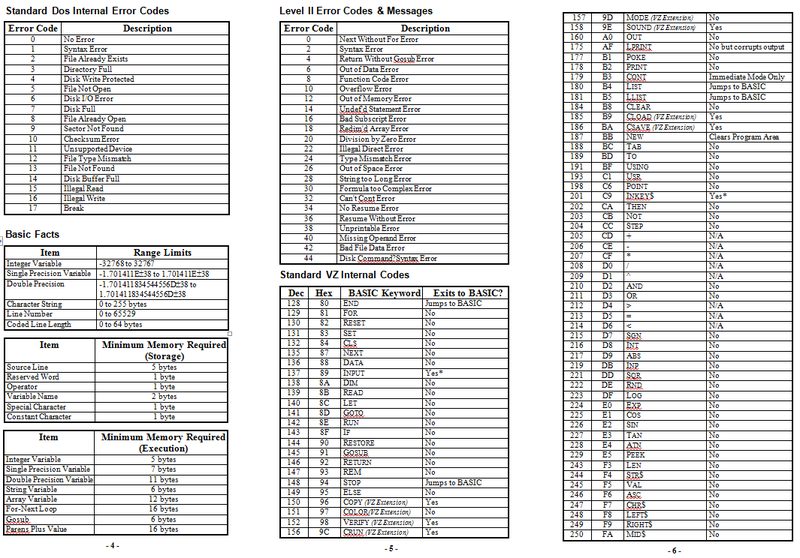 Standard Dos Internal Error Codes
Error Code Description
0 No Error
1 Syntax Error
2 File Already Exists
3 Directory Full
4 Disk Write Protected
5 File Not Open
6 Disk I/O Error
7 Disk Full
8 File Already Open
9 Sector Not Found
10 Checksum Error
11 Unsupported Device
12 File Type Mismatch
13 File Not Found
14 Disk Buffer Full
15 Illegal Read
16 Illegal Write
17 Break
Basic Facts
Item Range Limits
Integer Variable -32768 to 32767
Single Precision Variable -1.701411E±38 to 1.701411E±38
Double Precision -1.701411834544556D±38 to
1.701411834544556D±38
Character String 0 to 255 bytes
Line Number 0 to 65529
Coded Line Length 0 to 64 bytes
Item Minimum Memory Required
(Storage)
Source Line 5 bytes
Reserved Word 1 byte
Operator 1 byte
Variable Name 2 bytes
Special Character 1 byte
Constant Character 1 byte
Item Minimum Memory Required
(Execution)
Integer Variable 5 bytes
Single Precision Variable 7 bytes
Double Precision Variable 11 bytes
String Variable 6 bytes
Array Variable 12 bytes
For-Next Loop 16 bytes
Gosub 6 bytes
Parens Plus Value 16 bytes
- 4 -
Level II Error Codes & Messages
Error Code Description
0 Next Without For Error
2 Syntax Error
4 Return Without Gosub Error
6 Out of Data Error
8 Function Code Error
10 Overflow Error
12 Out of Memory Error
14 Undef'd Statement Error
16 Bad Subscript Error
18 Redim'd Array Error
20 Division by Zero Error
22 Illegal Direct Error
24 Type Mismatch Error
26 Out of Space Error
28 String too Long Error
30 Formula too Complex Error
32 Can't Cont Error
34 No Resume Error
36 Resume Without Error
38 Unprintable Error
40 Missing Operand Error
42 Bad File Data Error
44 Disk Command?Syntax Error
Standard VZ Internal Codes
Dec Hex BASIC Keyword Exits to BASIC?
128 80 END Jumps to BASIC
129 81 FOR No
130 82 RESET No
131 83 SET No
132 84 CLS No
135 87 NEXT No
136 88 DATA No
137 89 INPUT Yes*
138 8A DIM No
139 8B READ No
140 8C LET No
141 8D GOTO No
142 8E RUN No
143 8F IF No
144 90 RESTORE No
145 91 GOSUB No
146 92 RETURN No
147 93 REM No
148 94 STOP Jumps to BASIC
149 95 ELSE No
150 96 COPY (VZ Extension) Yes
151 97 COLOR (VZ Extension) No
152 98 VERIFY (VZ Extension) Yes
156 9C CRUN (VZ Extension) Yes
- 5 -
157 9D MODE (VZ Extension) No
158 9E SOUND (VZ Extension) Yes
160 A0 OUT No
175 AF LPRINT No but corrupts output
177 B1 POKE No
178 B2 PRINT No
179 B3 CONT Immediate Mode Only
180 B4 LIST Jumps to BASIC
181 B5 LLIST Jumps to BASIC
184 B8 CLEAR No
185 B9 CLOAD (VZ Extension) Yes
186 BA CSAVE (VZ Extension) Yes
187 BB NEW Clears Program Area
188 BC TAB No
189 BD TO No
191 BF USING No
193 C1 USR No
198 C6 POINT No
201 C9 INKEY$ Yes*
202 CA THEN No
203 CB NOT No
204 CC STEP No
205 CD + N/A
206 CE - N/A
207 CF * N/A
208 D0 / N/A
209 D1 ^ N/A
210 D2 AND No
211 D3 OR No
212 D4 > N/A
213 D5 = N/A
214 D6 < N/A
215 D7 SGN No
216 D8 INT No
217 D9 ABS No
219 DB INP No
221 DD SQR No
222 DE RND No
223 DF LOG No
224 E0 EXP No
225 E1 COS No
226 E2 SIN No
227 E3 TAN No
228 E4 ATN No
229 E5 PEEK No
243 F3 LEN No
244 F4 STR$ No
245 F5 VAL No
246 F6 ASC No
247 F7 CHR$ No
248 F8 LEFT$ No
249 F9 RIGHT$ No
250 FA MID$ No
- 6 -